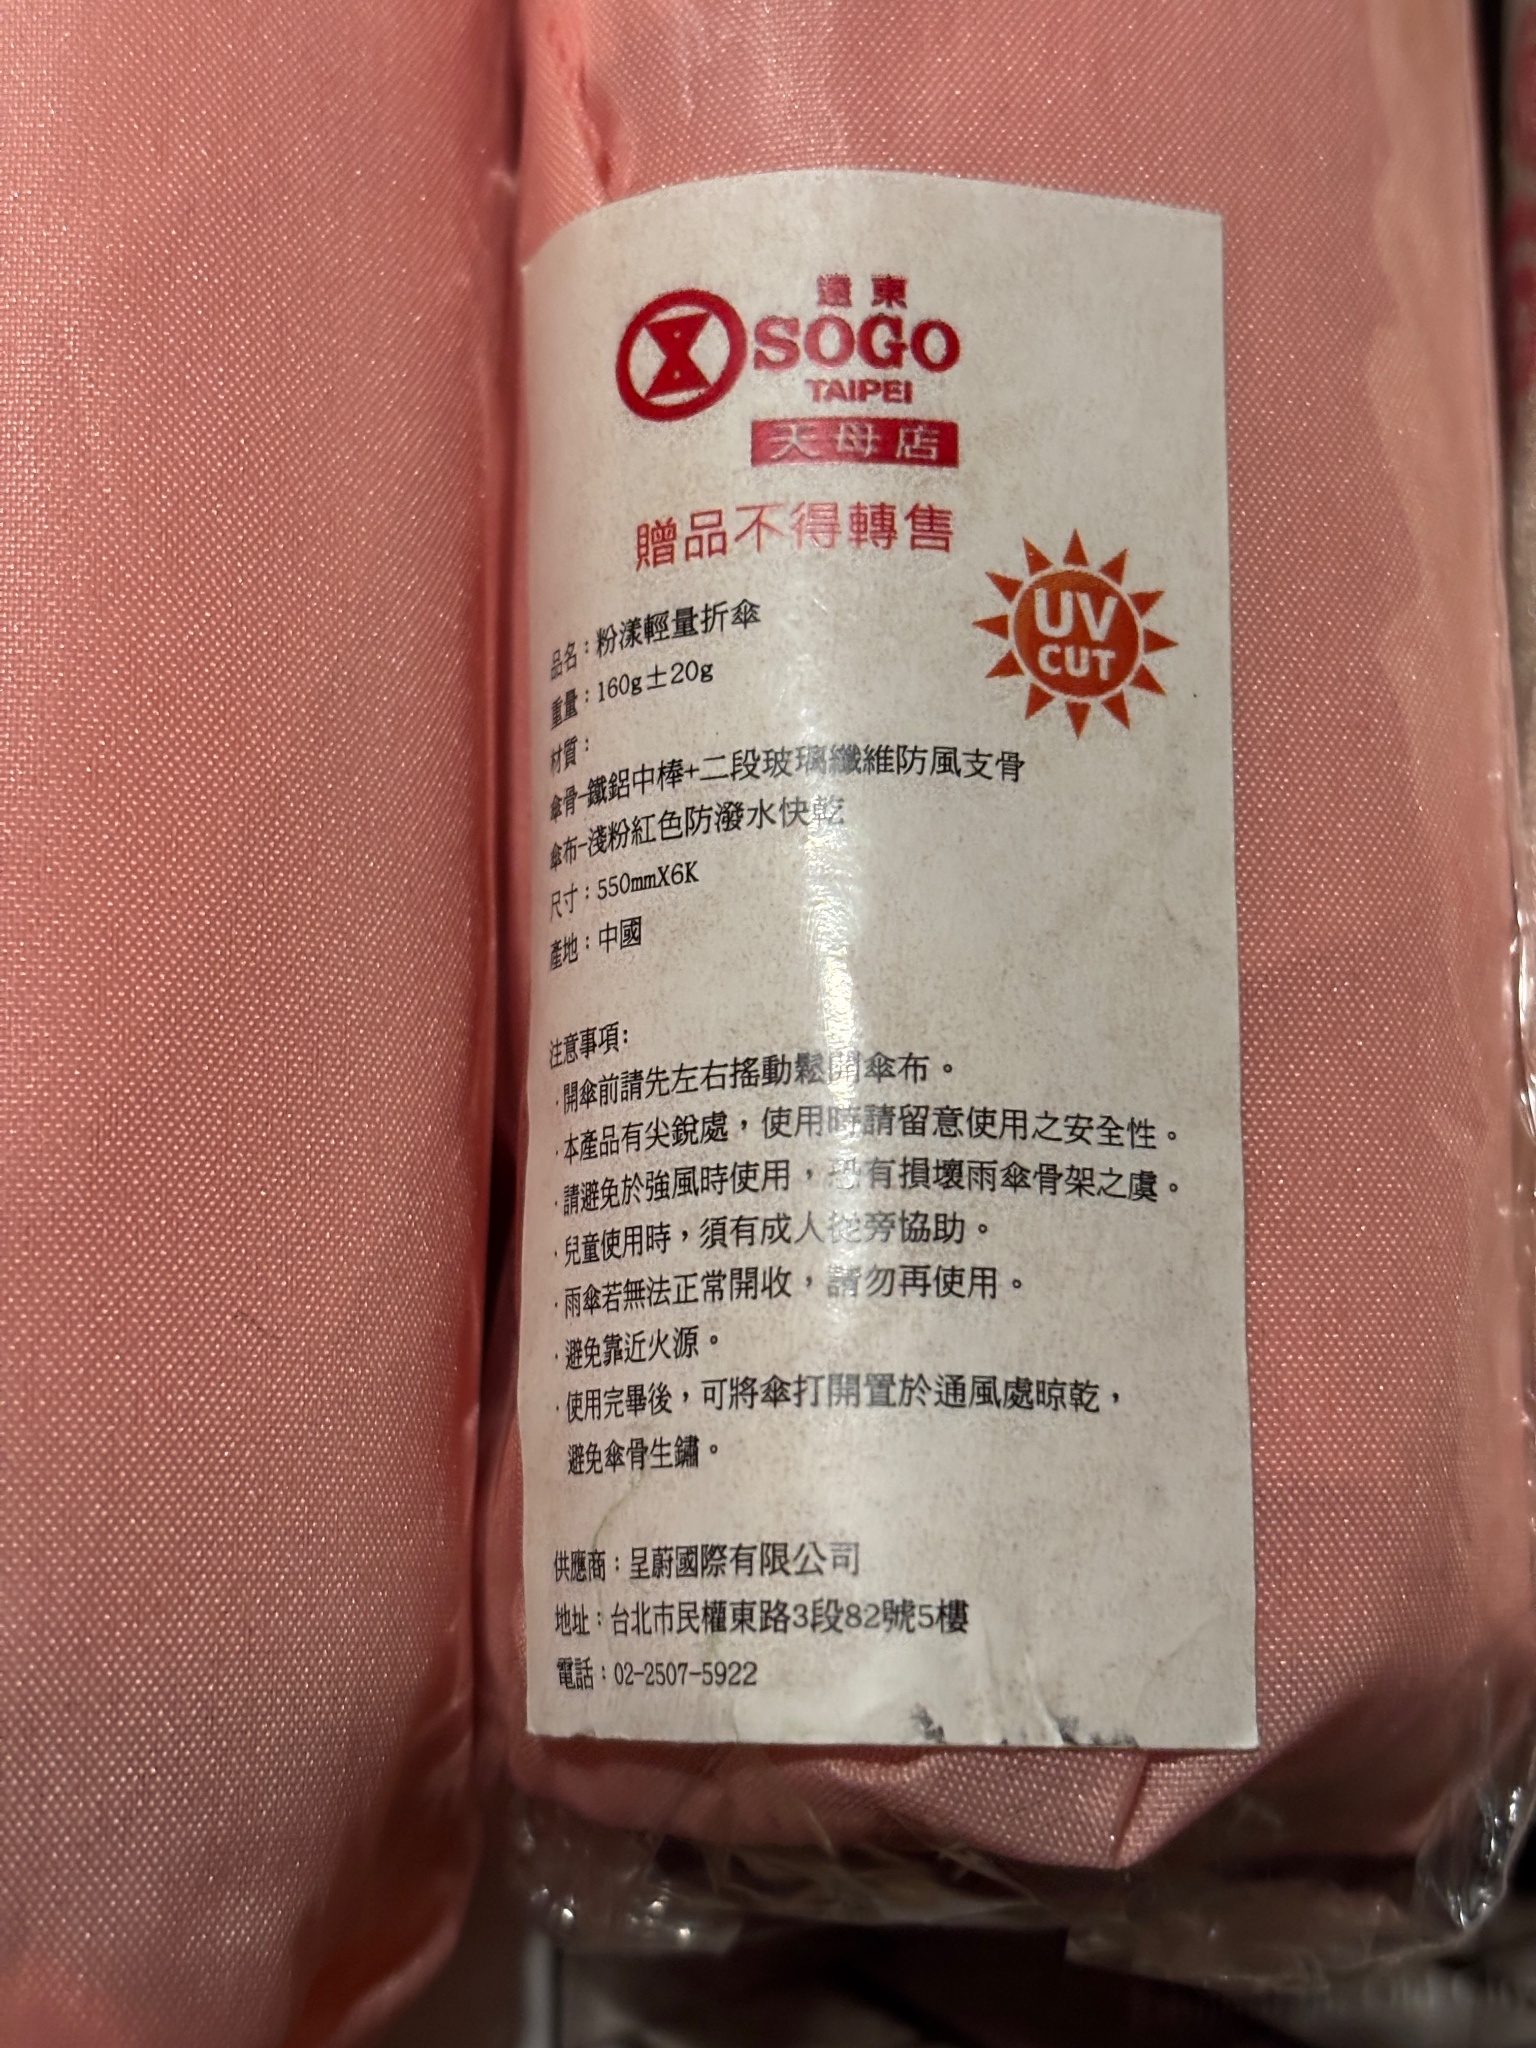 遠東
SOGO
TAIPEI
天母店
贈品不得轉售
UV
CUT
品名：粉漾輕量折傘
重量：160g±20g
材質：
傘骨-鐵鋁中棒+二段玻璃纖維防風支骨
傘布-淺粉紅色防潑水快乾
尺寸：550mmX6K
產地：中國
注意事項:
·開傘前請先左右搖動鬆開傘布。
·本產品有尖銳處，使用時請留意使用之安全性。
·請避免於強風時使用，恐有損壞雨傘骨架之虞。
·兒童使用時，須有成人從旁協助。
·雨傘若無法正常開收，請勿再使用。
·避免靠近火源。
·使用完畢後，可將傘打開置於通風處晾乾，
避免傘骨生鏽。
供應商：呈蔚國際有限公司
地址：台北市民權東路3段82號5樓
電話：02-2507-5922